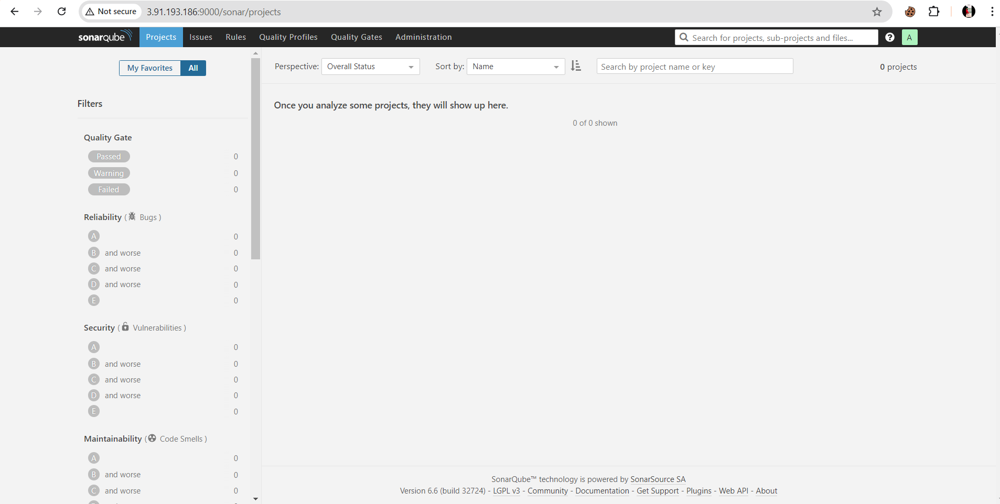 Not secure 3.91.193.186:9000/sonar/projects
sonarqube Projects Issues Rules Quality Profiles Quality Gates Administration Search for projects, sub-projects and files... ? A
My Favorites All
Perspective: Overall Status Sort by: Name Search by project name or key 0 projects
Filters
Once you analyze some projects, they will show up here.
0 of 0 shown
Quality Gate
Passed 0
Warning 0
Failed 0
Reliability ( Bugs )
A 0
B and worse 0
C and worse 0
D and worse 0
E 0
Security ( Vulnerabilities )
A 0
B and worse 0
C and worse 0
D and worse 0
E 0
Maintainability ( Code Smells )
A 0
B and worse 0
C and worse 0
SonarQube™ technology is powered by SonarSource SA
Version 6.6 (build 32724) - LGPL v3 - Community - Documentation - Get Support - Plugins - Web API - About